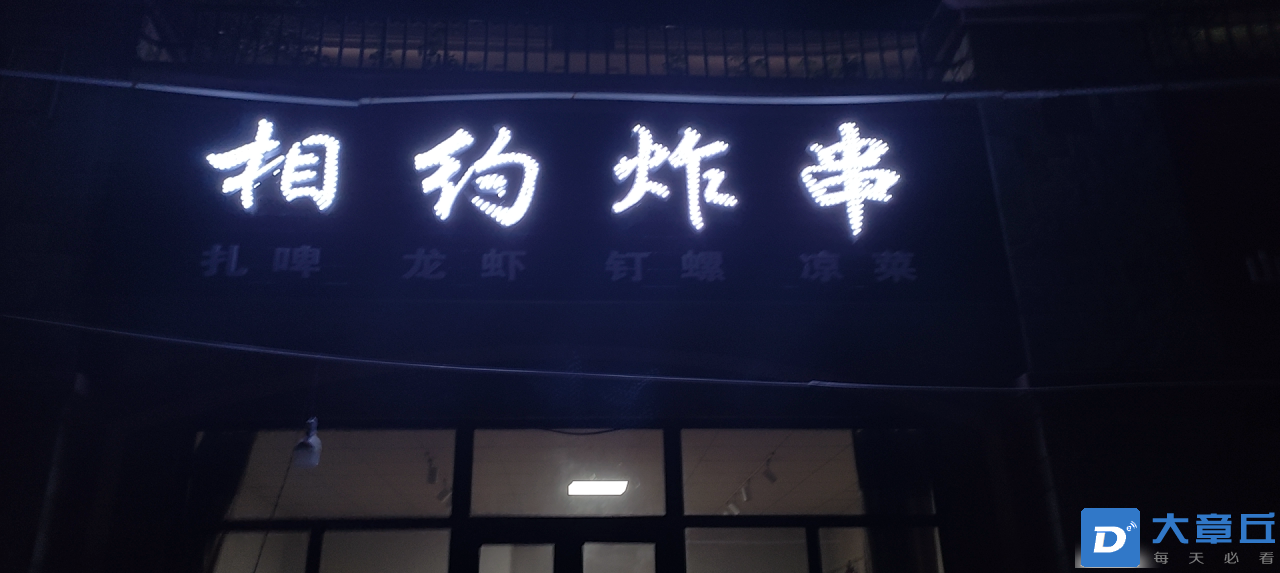 相约炸串
扎啤 龙虾 钉螺 凉菜
大章丘
每天必看